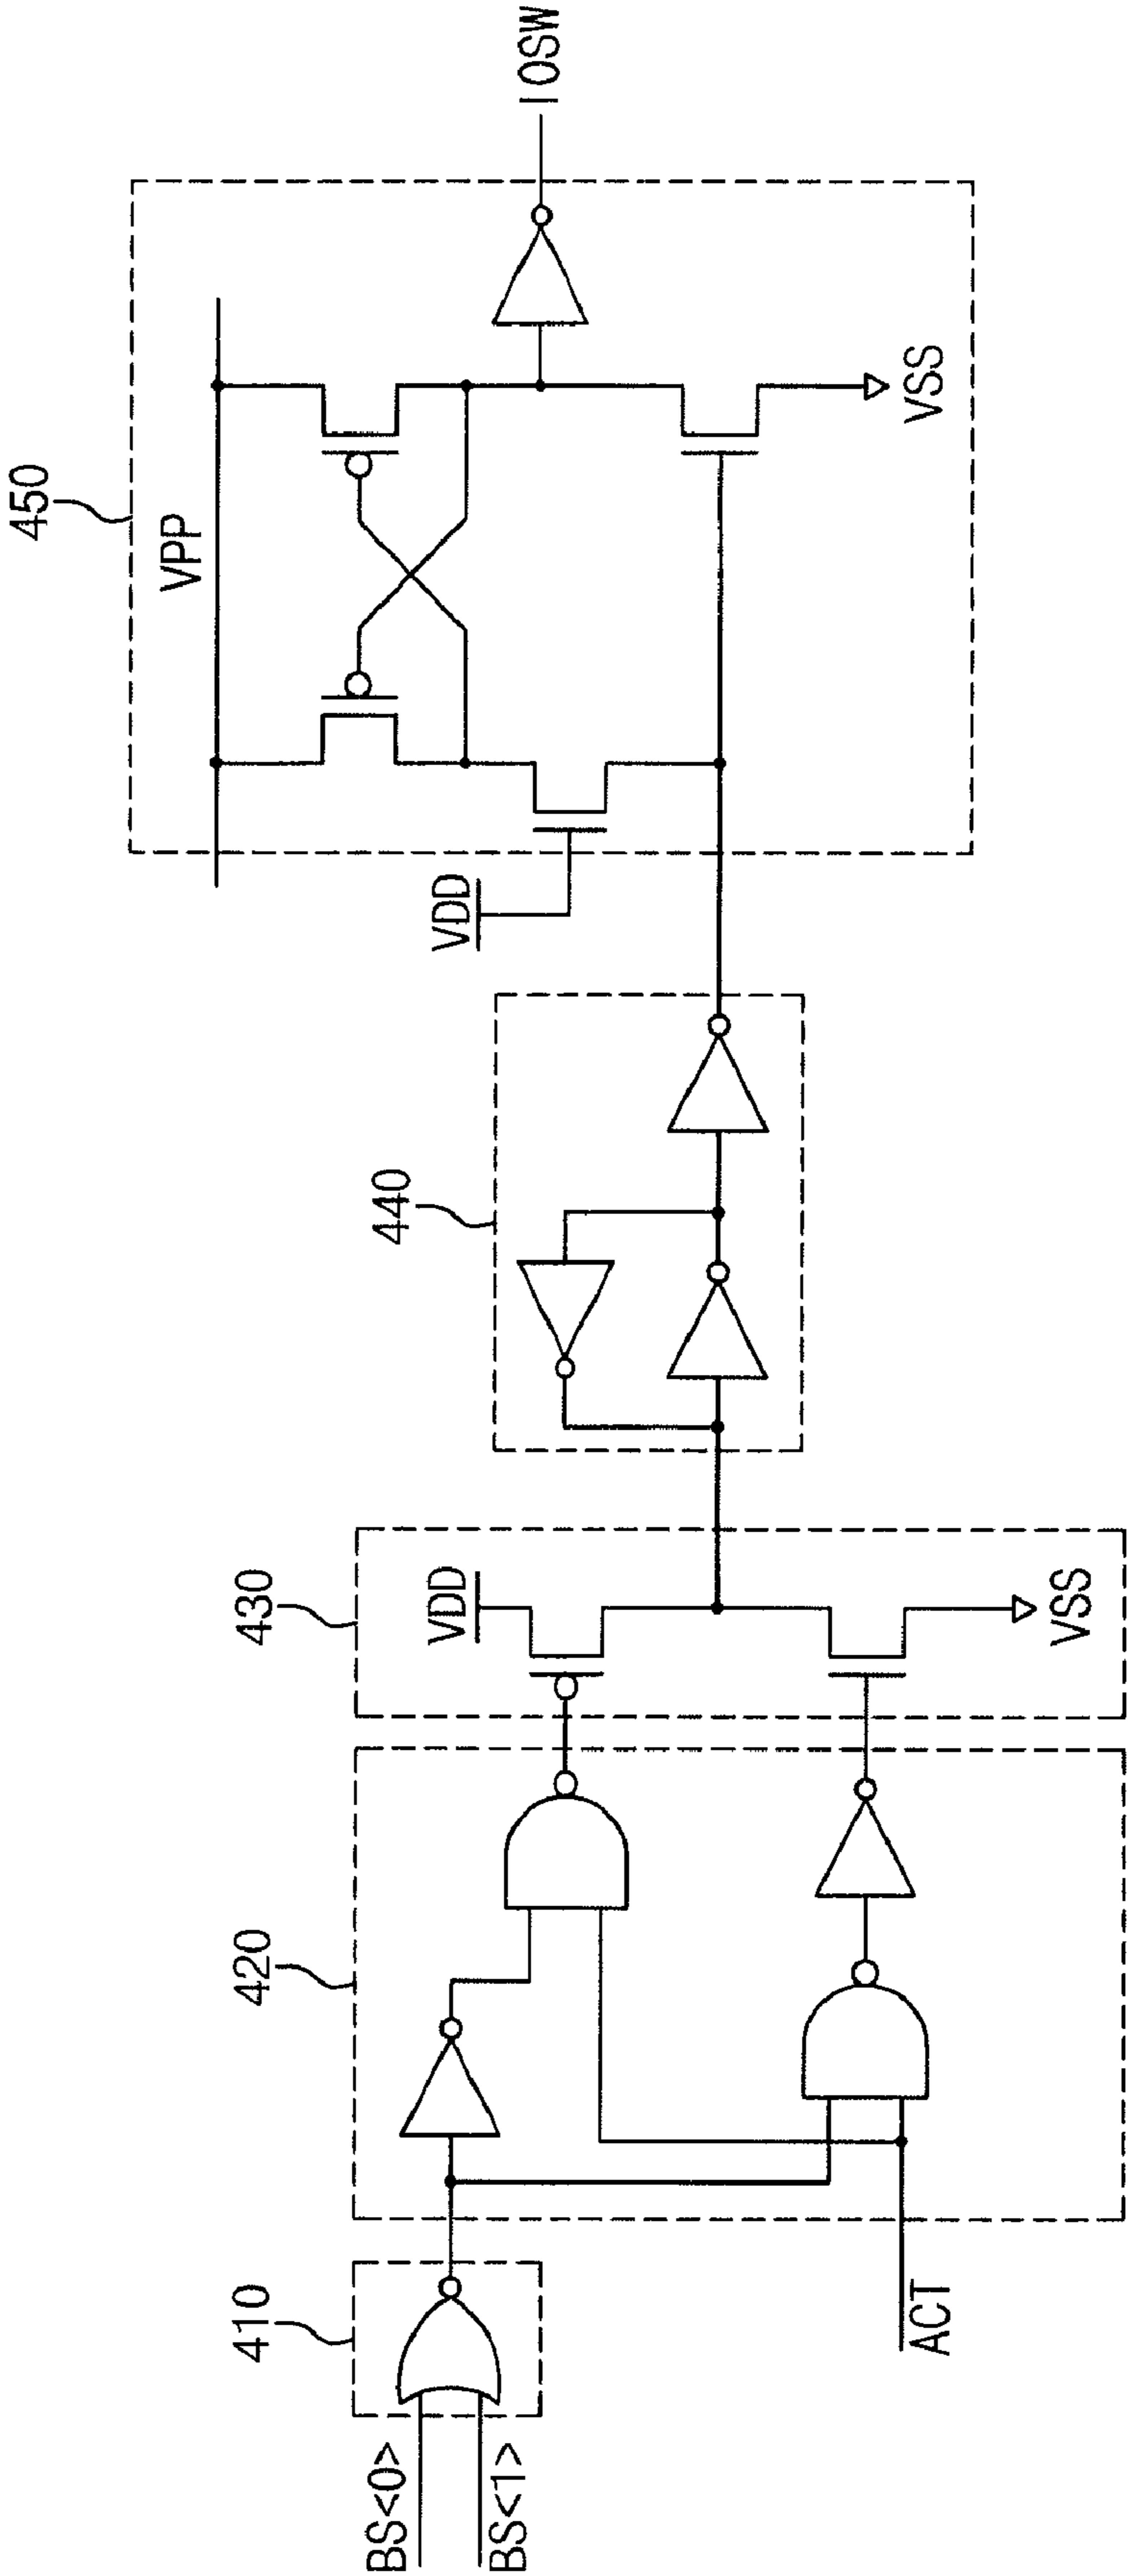 BS<0>
BS<1>
410
ACT
420
430
VDD
VSS
440
VDD
450
VPP
VSS
IOSW